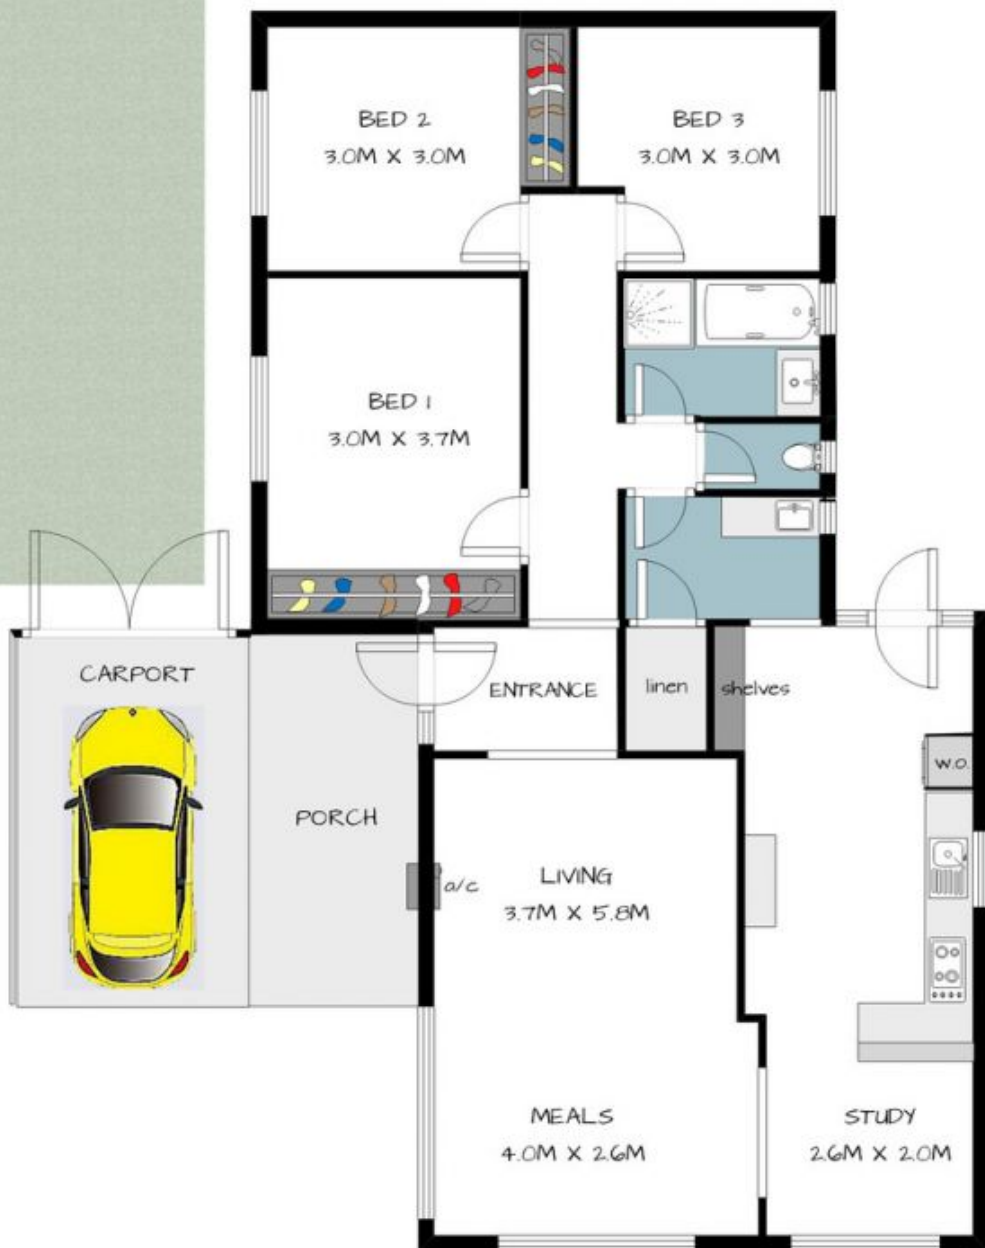 BED 2
3.0M X 3.0M
BED 3
3.0M X 3.0M
BED 1
3.0M X 3.7M
CARPORT
ENTRANCE
linen
shelves
W.O.
PORCH
a/c
LIVING
3.7M X 5.8M
MEALS
4.0M X 2.6M
STUDY
2.6M X 2.0M